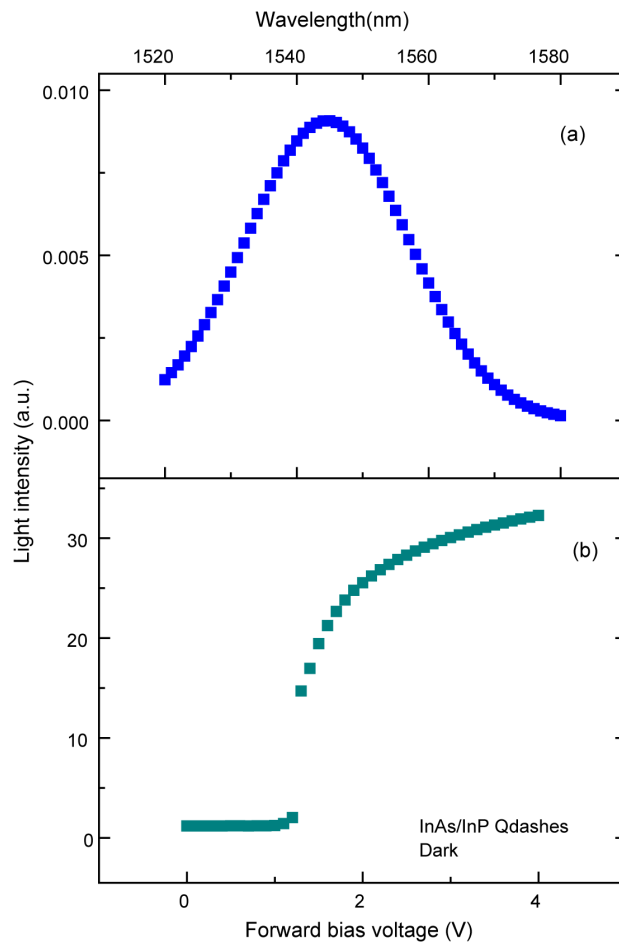 Wavelength(nm)
1520 1540 1560 1580
0.010
(a)
0.005
0.000
Light intensity (a.u.)
30
(b)
20
10
0
InAs/InP Qdashes
Dark
0 2 4
Forward bias voltage (V)